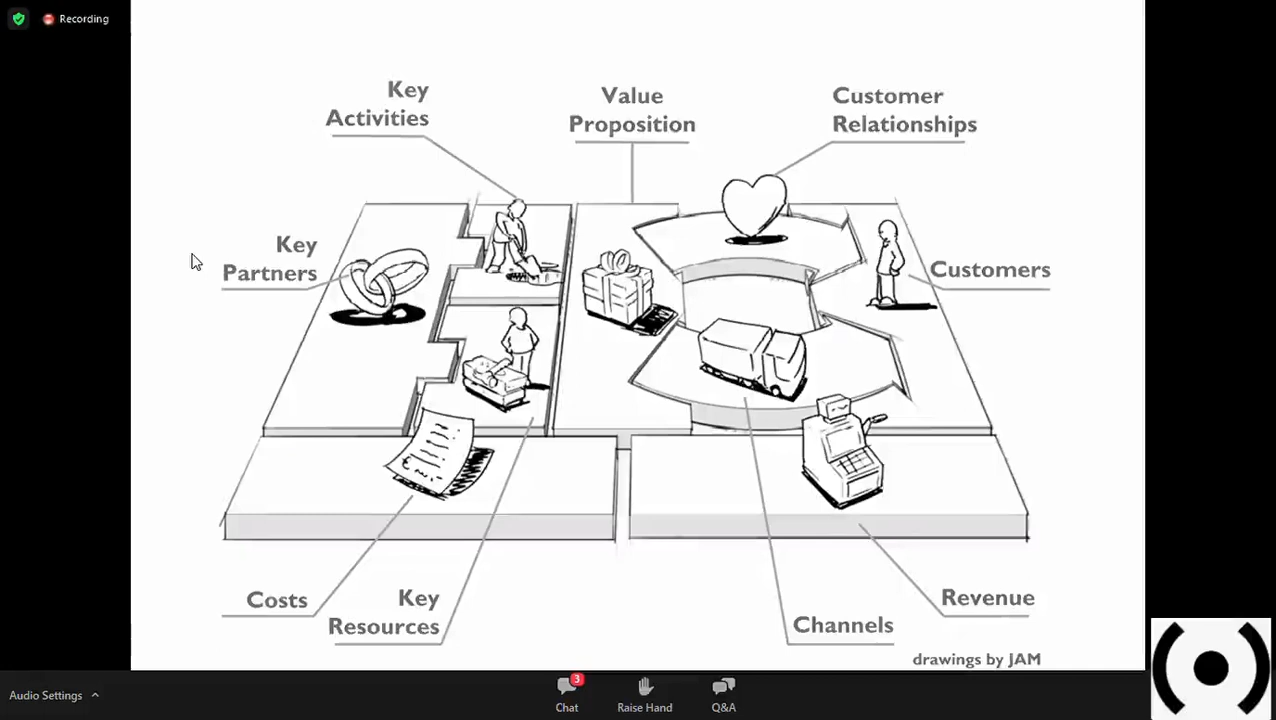 Recording
Key
Activities
Value
Proposition
Customer
Relationships
Key
Partners
Customers
Costs
Key
Resources
Channels
Revenue
drawings by JAM
Audio Settings
3
Chat
Raise Hand
Q&A